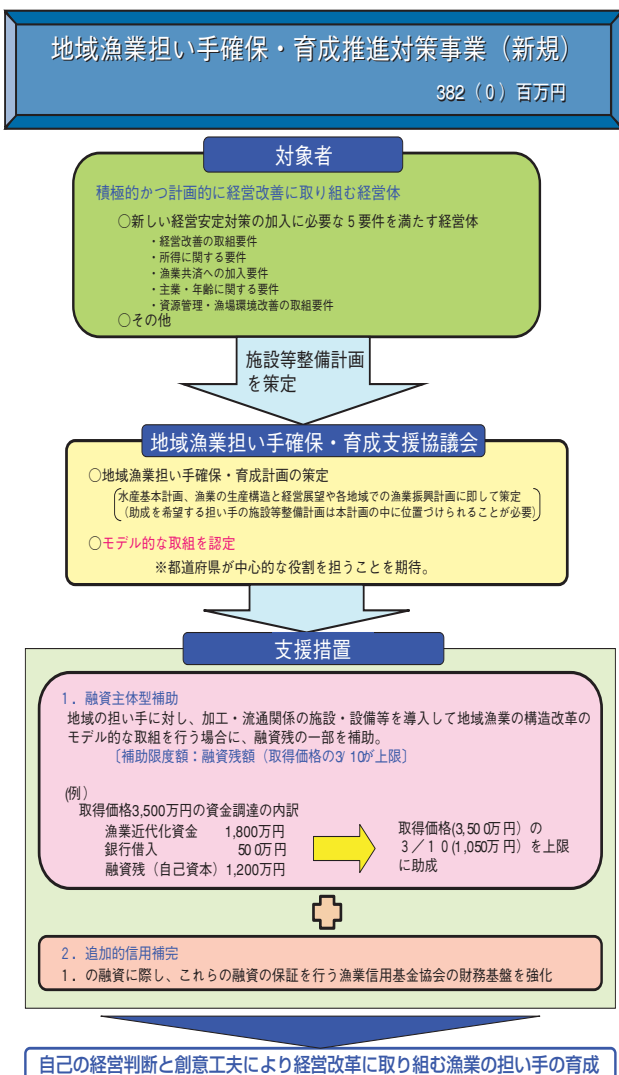 地域漁業担い手確保・育成推進対策事業（新規）
382（0）百万円
対象者
積極的かつ計画的に経営改善に取り組む経営体
○新しい経営安定対策の加入に必要な５要件を満たす経営体
・経営改善の取組要件
・所得に関する要件
・漁業共済への加入要件
・主業・年齢に関する要件
・資源管理・漁場環境改善の取組要件
○その他
施設等整備計画
を策定
地域漁業担い手確保・育成支援協議会
○地域漁業担い手確保・育成計画の策定
水産基本計画、漁業の生産構造と経営展望や各地域での漁業振興計画に即して策定
（助成を希望する担い手の施設等整備計画は本計画の中に位置づけられることが必要）
○モデル的な取組を認定
※都道府県が中心的な役割を担うことを期待。
支援措置
1．融資主体型補助
地域の担い手に対し、加工・流通関係の施設・設備等を導入して地域漁業の構造改革の
モデル的な取組を行う場合に、融資残の一部を補助。
〔補助限度額：融資残額（取得価格の3/10が上限〕
(例）
取得価格3,500万円の資金調達の内訳
漁業近代化資金 1,800万円
銀行借入 500万円
融資残（自己資本）1,200万円
取得価格(3,500万円）の
３／１０(1,050万円）を上限
に助成
2．追加的信用補完
1．の融資に際し、これらの融資の保証を行う漁業信用基金協会の財務基盤を強化
自己の経営判断と創意工夫により経営改革に取り組む漁業の担い手の育成